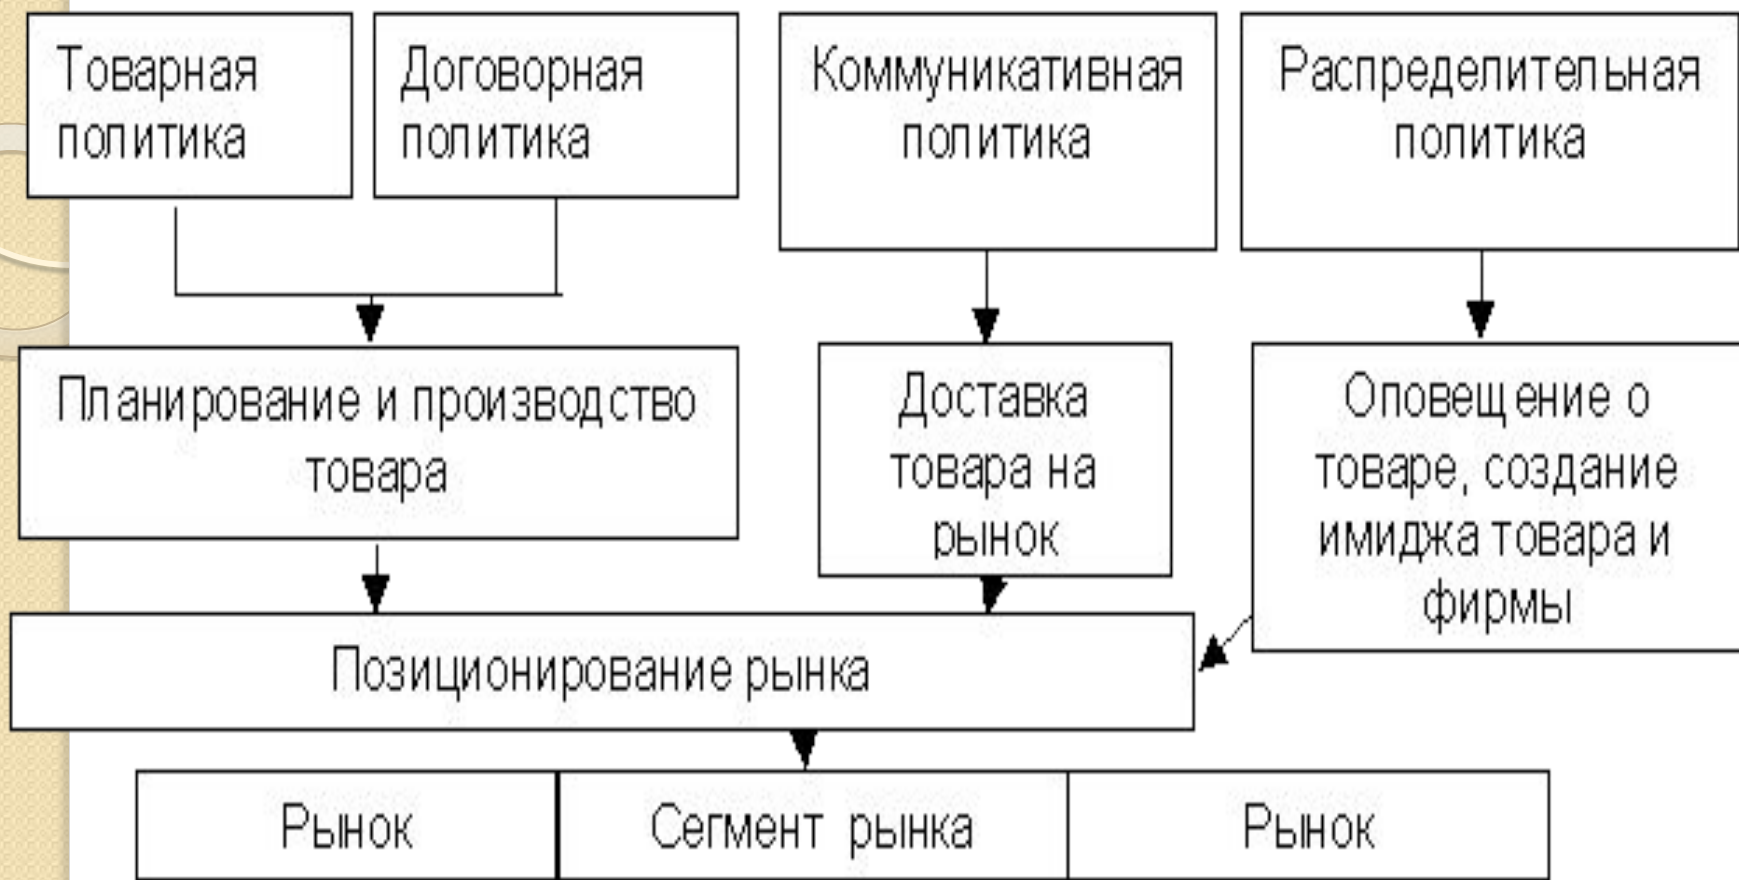 Товарная
политика
Договорная
политика
Коммуникативная
политика
Распределительная
политика
Планирование и производство
товара
Доставка
товара на
рынок
Оповещение о
товаре, создание
имиджа товара и
фирмы
Позиционирование рынка
Рынок
Сегмент рынка
Рынок